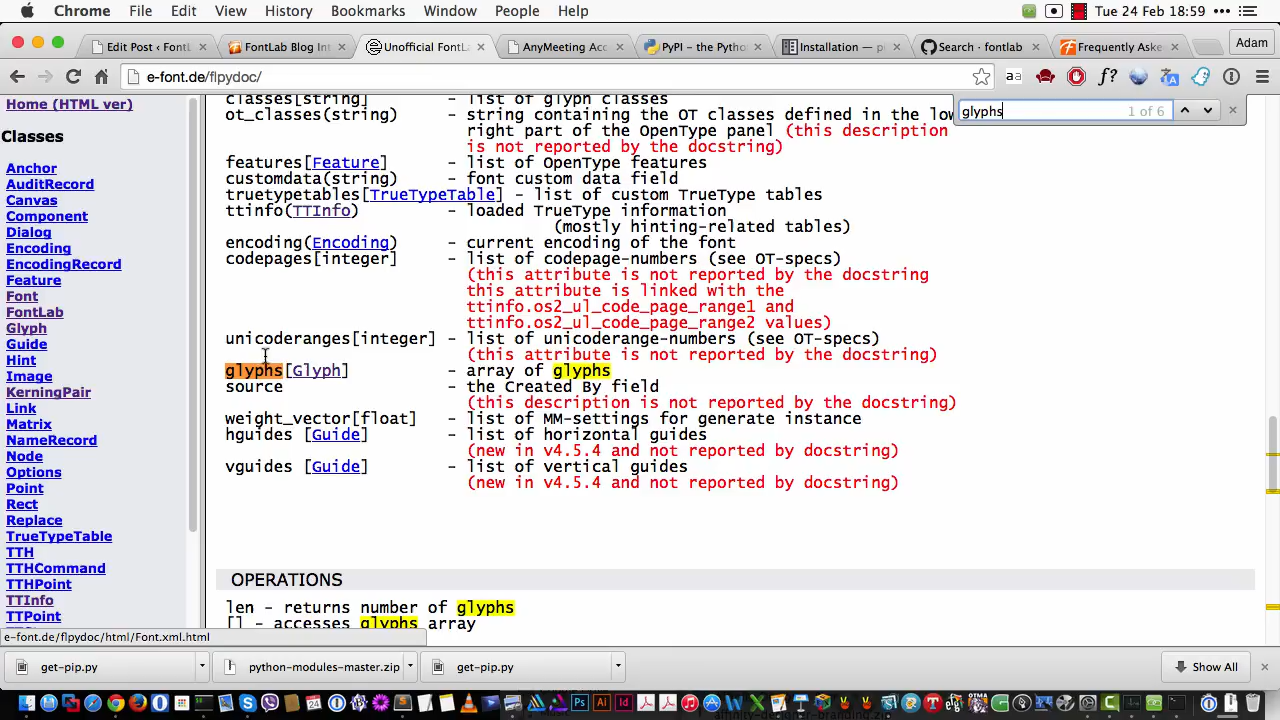 Chrome File Edit View History Bookmarks Window People Help Tue 24 Feb 18:59
Edit Post ‹ FontL FontLab Blog Int Unofficial FontLa AnyMeeting Acc PyPI - the Pytho Installation — p Search · fontlab Frequently Aske Adam
e-font.de/flpydoc/
glyphs 1 of 6
Home (HTML ver)
Classes
Anchor
AuditRecord
Canvas
Component
Dialog
Encoding
EncodingRecord
Feature
Font
FontLab
Glyph
Guide
Hint
Image
KerningPair
Link
Matrix
NameRecord
Node
Options
Point
Rect
Replace
TrueTypeTable
TTH
TTHCommand
TTHPoint
TTInfo
TTPoint
classes[string] - list of glyph classes
ot_classes(string) - string containing the OT classes defined in the low
right part of the OpenType panel (this description
is not reported by the docstring)
features[Feature] - list of OpenType features
customdata(string) - font custom data field
truetypetables[TrueTypeTable] - list of custom TrueType tables
ttinfo(TTInfo) - loaded TrueType information
(mostly hinting-related tables)
encoding(Encoding) - current encoding of the font
codepages[integer] - list of codepage-numbers (see OT-specs)
(this attribute is not reported by the docstring
this attribute is linked with the
ttinfo.os2_ul_code_page_range1 and
ttinfo.os2_ul_code_page_range2 values)
unicoderanges[integer] - list of unicoderange-numbers (see OT-specs)
(this attribute is not reported by the docstring)
glyphs[Glyph] - array of glyphs
source - the Created By field
(this description is not reported by the docstring)
weight_vector[float] - list of MM-settings for generate instance
hguides [Guide] - list of horizontal guides
(new in v4.5.4 and not reported by docstring)
vguides [Guide] - list of vertical guides
(new in v4.5.4 and not reported by docstring)
OPERATIONS
len - returns number of glyphs
[] - accesses glyphs array
e-font.de/flpydoc/html/Font.xml.html
get-pip.py python-modules-master.zip get-pip.py Show All
affinity-designer-branding.zip